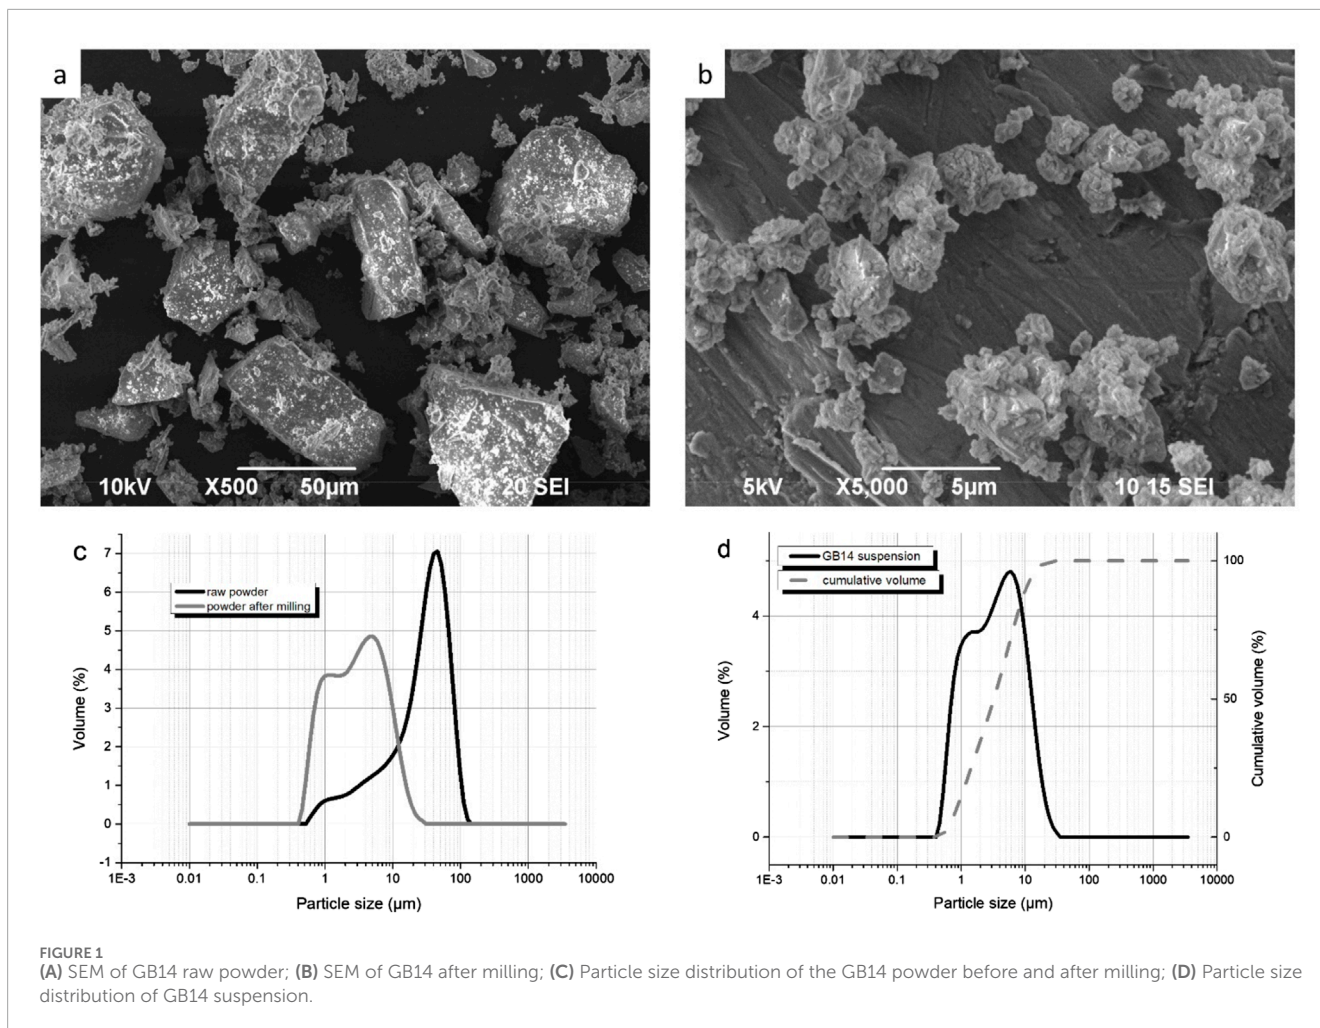 a
10kV X500 50µm 12 20 SEI
b
5kV X5,000 5µm 10 15 SEI
c
raw powder
powder after milling
7
6
5
4
3
2
1
0
-1
Volume (%)
1E-3 0.01 0.1 1 10 100 1000 10000
Particle size (µm)
d
GB14 suspension
cumulative volume
4
2
0
Volume (%)
100
50
0
Cumulative volume (%)
1E-3 0.01 0.1 1 10 100 1000 10000
Particle size (µm)
FIGURE 1
(A) SEM of GB14 raw powder; (B) SEM of GB14 after milling; (C) Particle size distribution of the GB14 powder before and after milling; (D) Particle size
distribution of GB14 suspension.